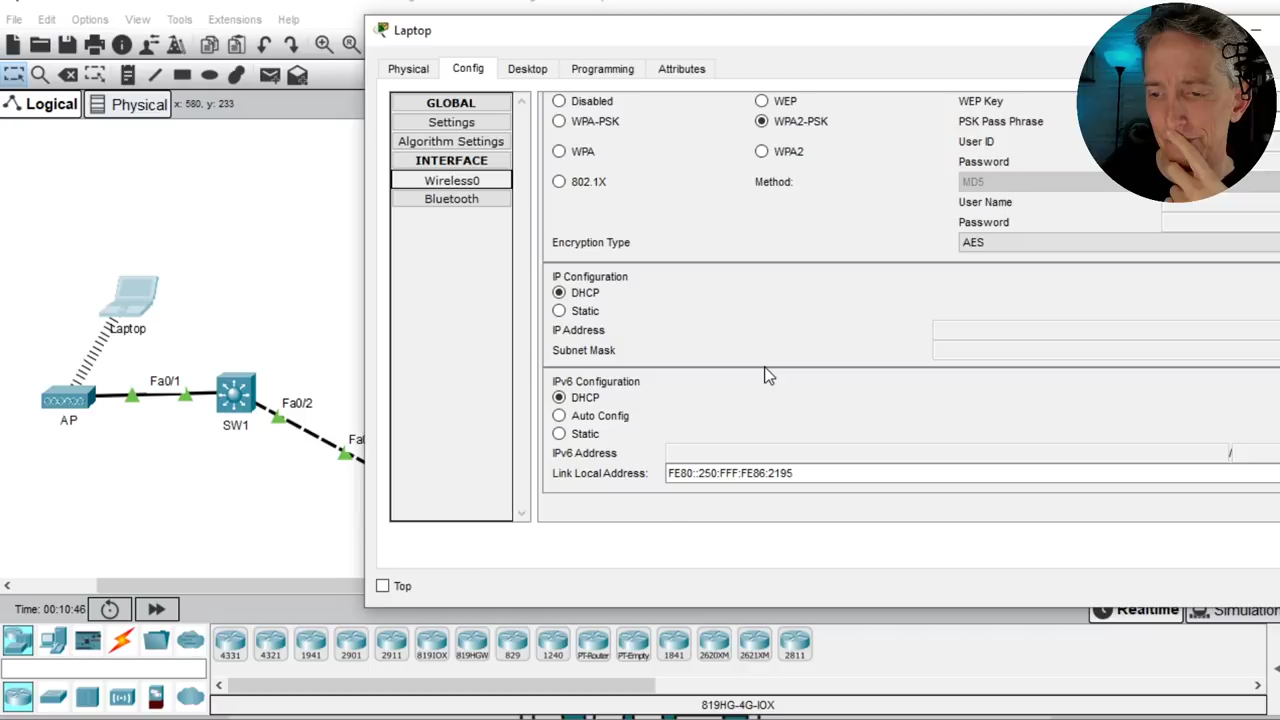 File Edit Options View Tools Extensions Help
Logical Physical x: 580, y: 233
Laptop
Physical Config Desktop Programming Attributes
GLOBAL
Settings
Algorithm Settings
INTERFACE
Wireless0
Bluetooth
Disabled WEP WEP Key
WPA-PSK WPA2-PSK PSK Pass Phrase
User ID
WPA WPA2 Password
802.1X Method: MD5
User Name
Password
Encryption Type AES
IP Configuration
DHCP
Static
IP Address
Subnet Mask
IPv6 Configuration
DHCP
Auto Config
Static
IPv6 Address /
Link Local Address: FE80::250:FFF:FE86:2195
Top
Laptop
Fa0/1
AP
SW1
Fa0/2
Fa
Time: 00:10:46
Realtime Simulation
4331 4321 1941 2901 2911 819IOX 819HGW 829 1240 PT-Router PT-Empty 1841 2620XM 2621XM 2811
819HG-4G-IOX